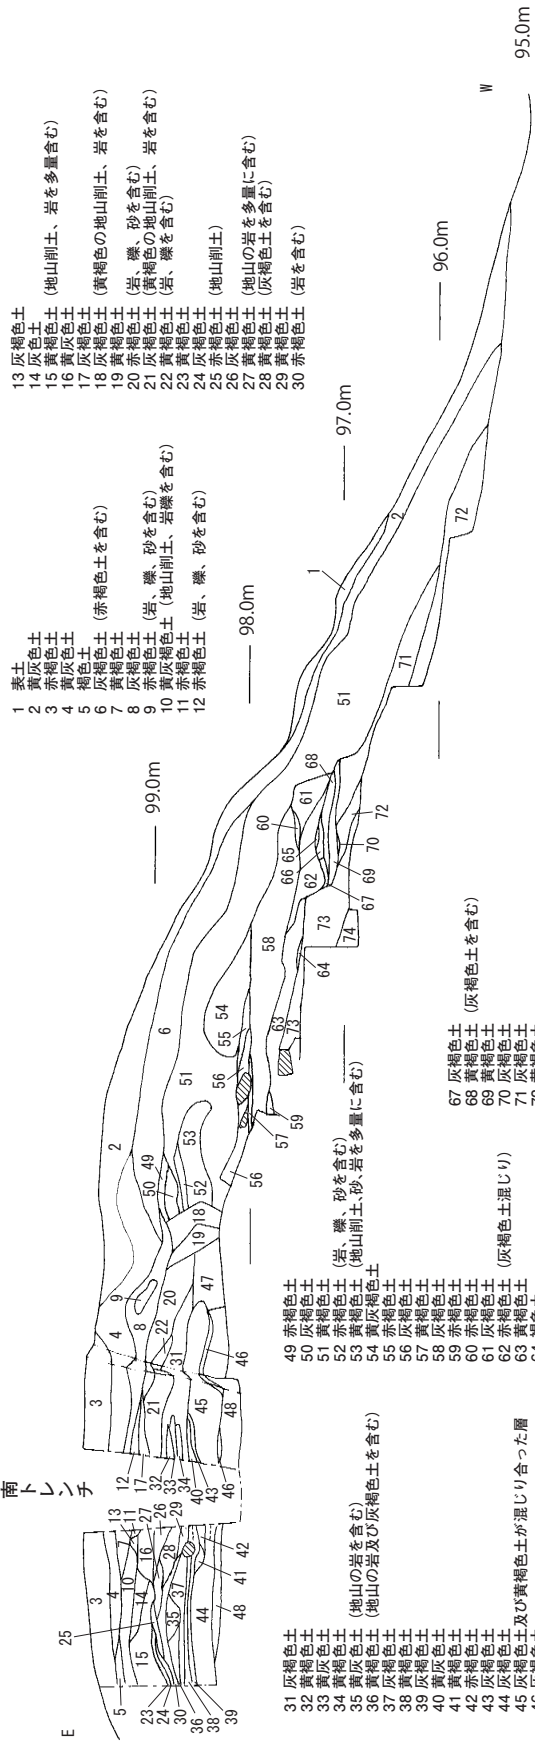 南トレンチ
E
W
99.0m
98.0m
97.0m
96.0m
95.0m
1 表土
2 黄灰色土
3 赤褐色土
4 黄灰色土
5 褐色土
6 灰褐色土 (赤褐色土を含む)
7 黄褐色土
8 灰褐色土
9 赤褐色土 (岩、礫、砂を含む)
10 黄灰褐色土 (地山削土、岩礫を含む)
11 赤褐色土
12 赤褐色土 (岩、礫、砂を含む)
13 灰褐色土
14 灰色土
15 黄褐色土 (地山削土、岩を多量含む)
16 黄灰色土
17 灰褐色土
18 灰褐色土 (黄褐色の地山削土、岩を含む)
19 黄褐色土
20 赤褐色土 (岩、礫、砂を含む)
21 灰褐色土 (黄褐色の地山削土、岩を含む)
22 黄褐色土 (岩、礫を含む)
23 黄褐色土
24 灰褐色土
25 赤褐色土 (地山削土)
26 灰褐色土
27 黄褐色土 (地山の岩を多量に含む)
28 黄褐色土 (灰褐色土を含む)
29 黄褐色土
30 赤褐色土 (岩を含む)
31 灰褐色土
32 黄褐色土
33 黄灰色土
34 黄褐色土
35 黄灰色土 (地山の岩を含む)
36 黄褐色土 (地山の岩及び灰褐色土を含む)
37 灰褐色土
38 黄褐色土
39 灰褐色土
40 黄灰色土
41 黄褐色土
42 赤褐色土
43 灰褐色土
44 灰褐色土
45 灰褐色土及び黄褐色土が混じり合った層
49 赤褐色土
50 灰褐色土
51 黄褐色土
52 赤褐色土 (岩、礫、砂を含む)
53 黄褐色土 (地山削土、砂、岩を多量に含む)
54 黄灰褐色土
55 赤褐色土
56 灰褐色土
57 黄褐色土
58 灰褐色土
59 赤褐色土
60 赤褐色土
61 灰褐色土
62 赤褐色土 (灰褐色土混じり)
63 黄褐色土
67 灰褐色土
68 黄褐色土 (灰褐色土を含む)
69 黄褐色土
70 灰褐色土
71 灰褐色土